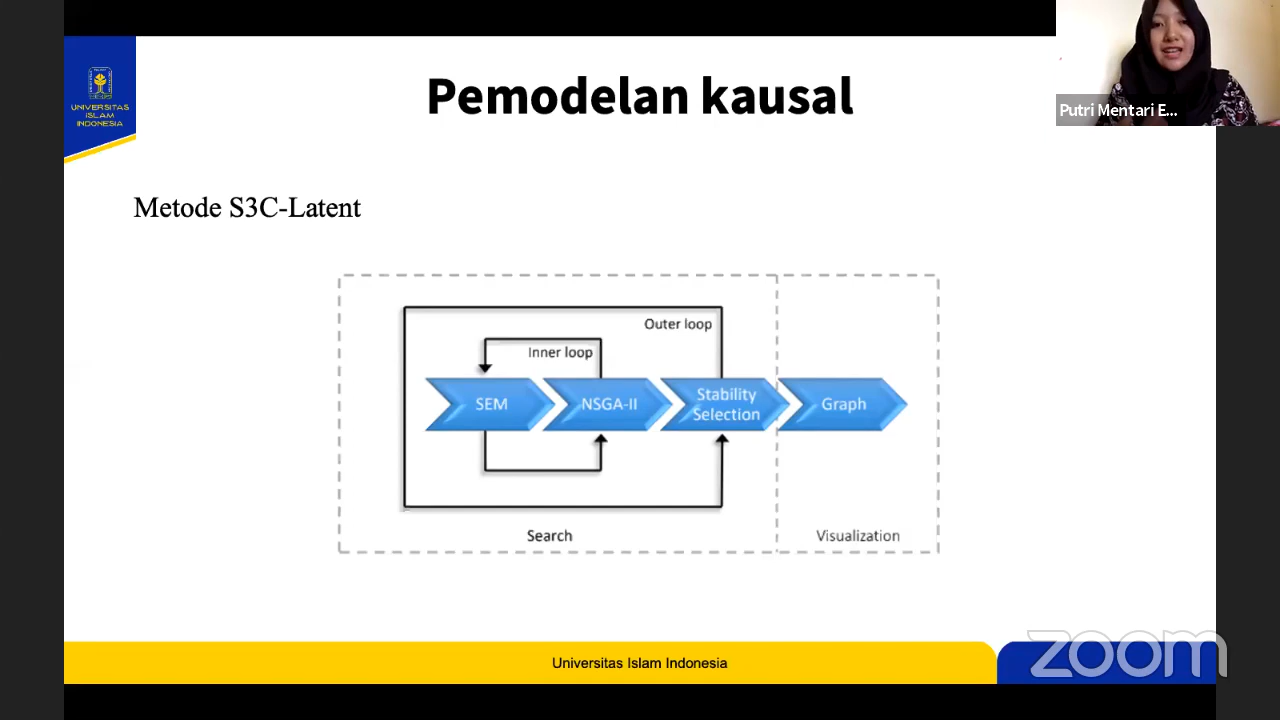 Pemodelan kausal
UNIVERSITAS
ISLAM
INDONESIA
Putri Mentari E...
Metode S3C-Latent
Outer loop
Inner loop
SEM
NSGA-II
Stability
Selection
Graph
Search
Visualization
Universitas Islam Indonesia
zoom